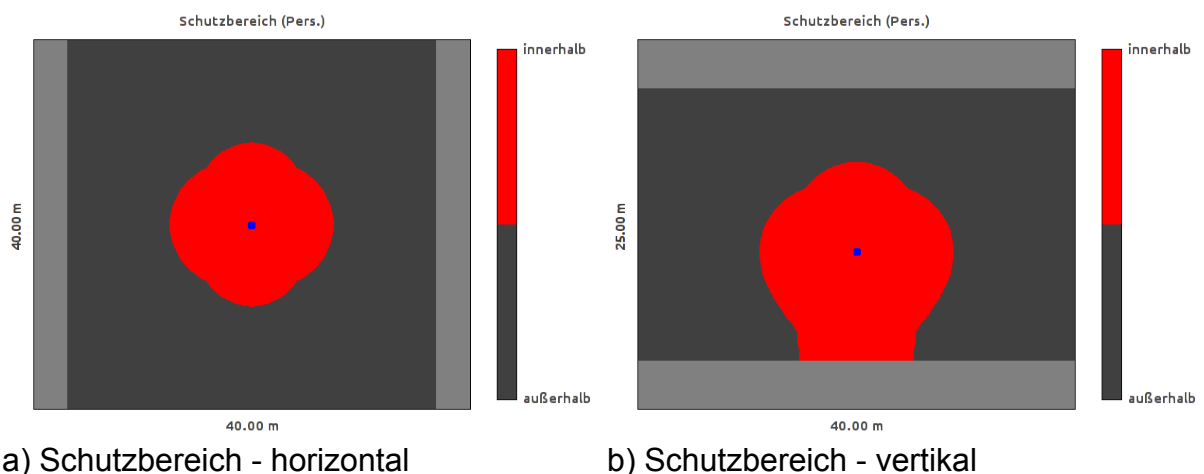 Schutzbereich (Pers.)
innerhalb
40.00 m
außerhalb
40.00 m
a) Schutzbereich - horizontal
Schutzbereich (Pers.)
innerhalb
25.00 m
außerhalb
40.00 m
b) Schutzbereich - vertikal